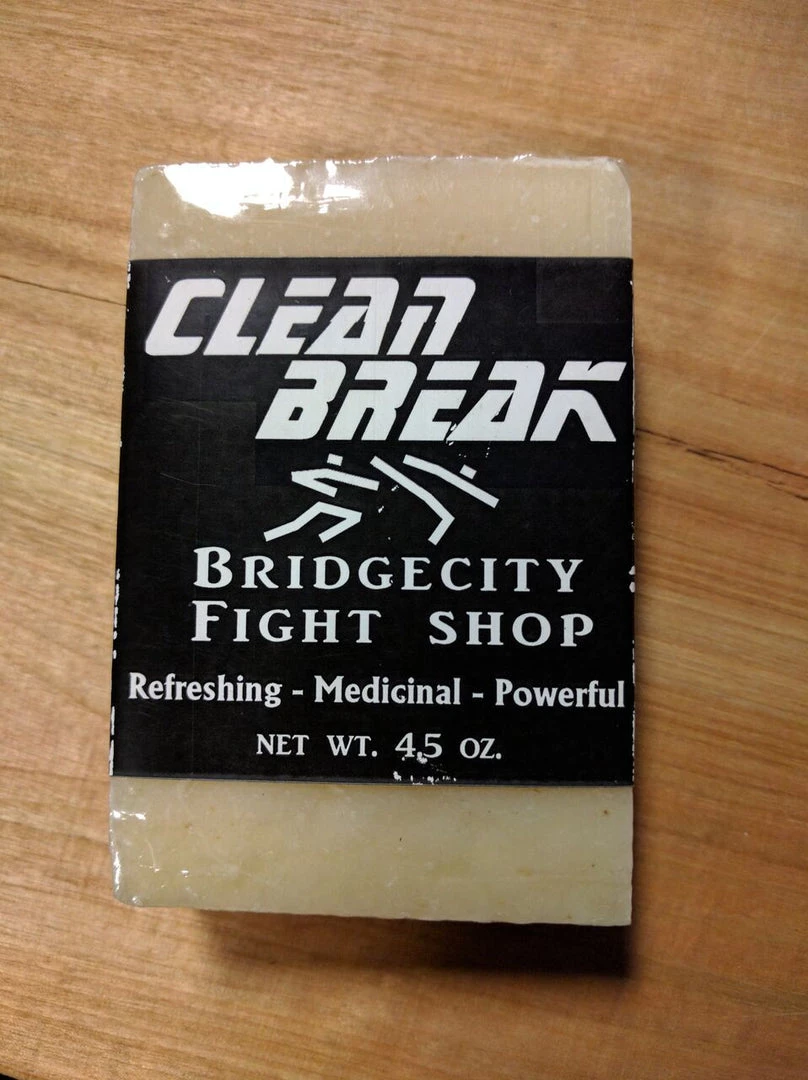 CLEAN
BREAK
BRIDGECITY
FIGHT SHOP
Refreshing - Medicinal - Powerful
NET WT. 4.5 OZ.